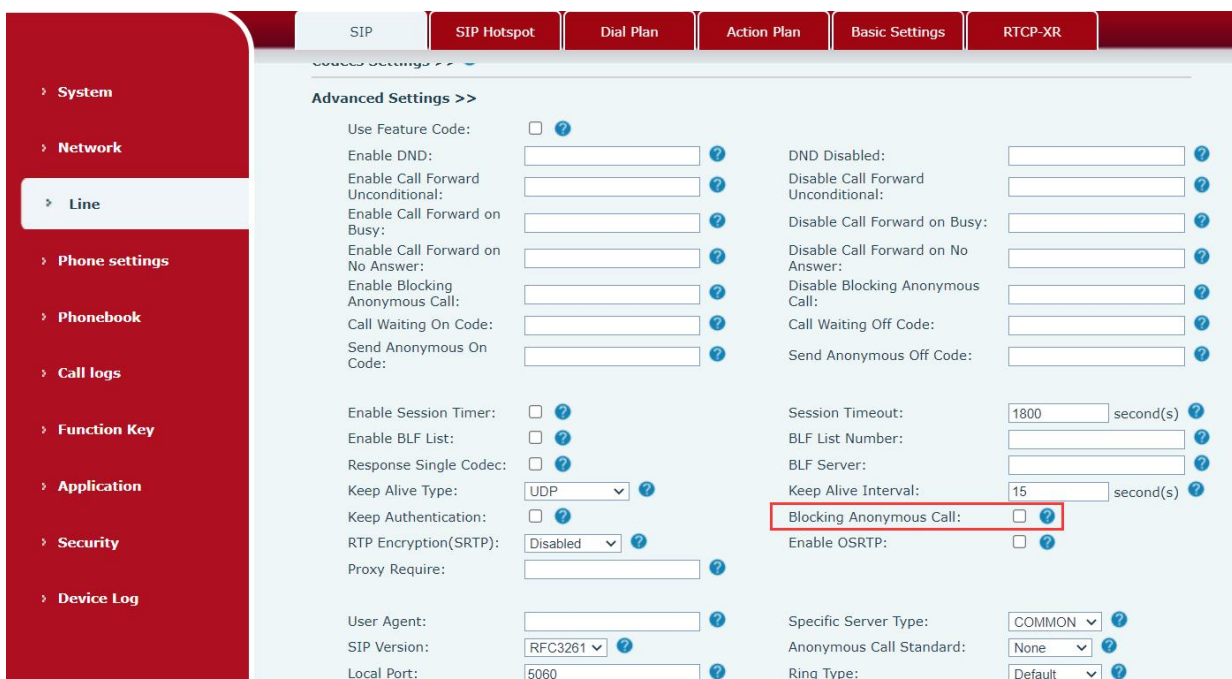 SIP
SIP Hotspot
Dial Plan
Action Plan
Basic Settings
RTCP-XR
System
Network
Line
Phone settings
Phonebook
Call logs
Function Key
Application
Security
Device Log
Codecs Settings >>
Advanced Settings >>
Use Feature Code:
Enable DND:
DND Disabled:
Enable Call Forward
Unconditional:
Disable Call Forward
Unconditional:
Enable Call Forward on
Busy:
Disable Call Forward on Busy:
Enable Call Forward on
No Answer:
Disable Call Forward on No
Answer:
Enable Blocking
Anonymous Call:
Disable Blocking Anonymous
Call:
Call Waiting On Code:
Call Waiting Off Code:
Send Anonymous On
Code:
Send Anonymous Off Code:
Enable Session Timer:
Session Timeout: 1800 second(s)
Enable BLF List:
BLF List Number:
Response Single Codec:
BLF Server:
Keep Alive Type: UDP
Keep Alive Interval: 15 second(s)
Keep Authentication:
Blocking Anonymous Call:
RTP Encryption(SRTP): Disabled
Enable OSRTP:
Proxy Require:
User Agent:
Specific Server Type: COMMON
SIP Version: RFC3261
Anonymous Call Standard: None
Local Port: 5060
Ring Type: Default